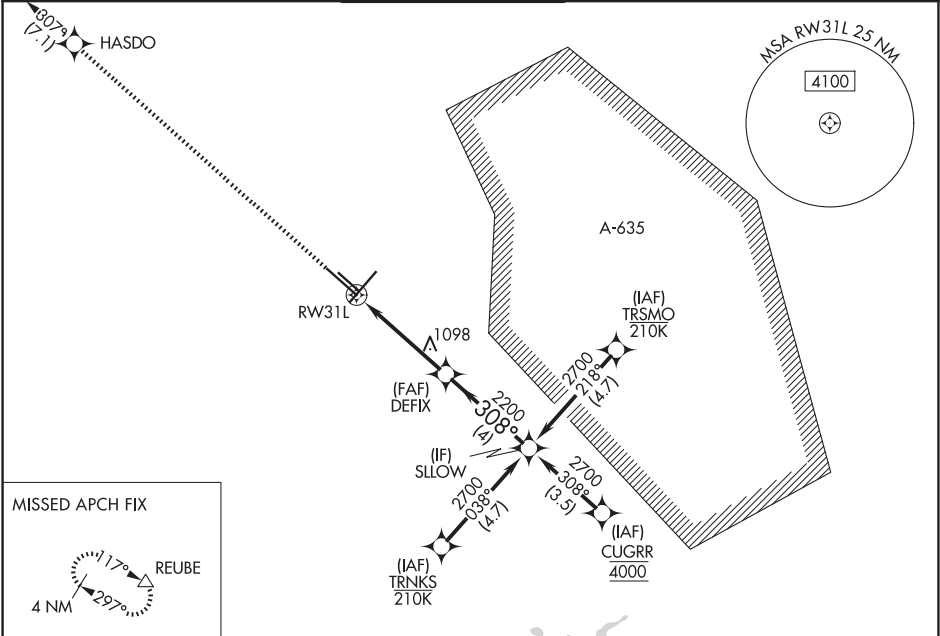 307°
(7.1)
HASDO
MSA RW31L 25 NM
4100
A-635
RW31L
1098
(IAF)
TRSMO
210K
2700
218°
(4.7)
(FAF)
DEFIX
2200
308°
(4)
(IF)
SLLOW
2700
308°
(3.5)
2700
038°
(4.7)
(IAF)
CUGRR
4000
(IAF)
TRNKS
210K
MISSED APCH FIX
117°
REUBE
4 NM
297°